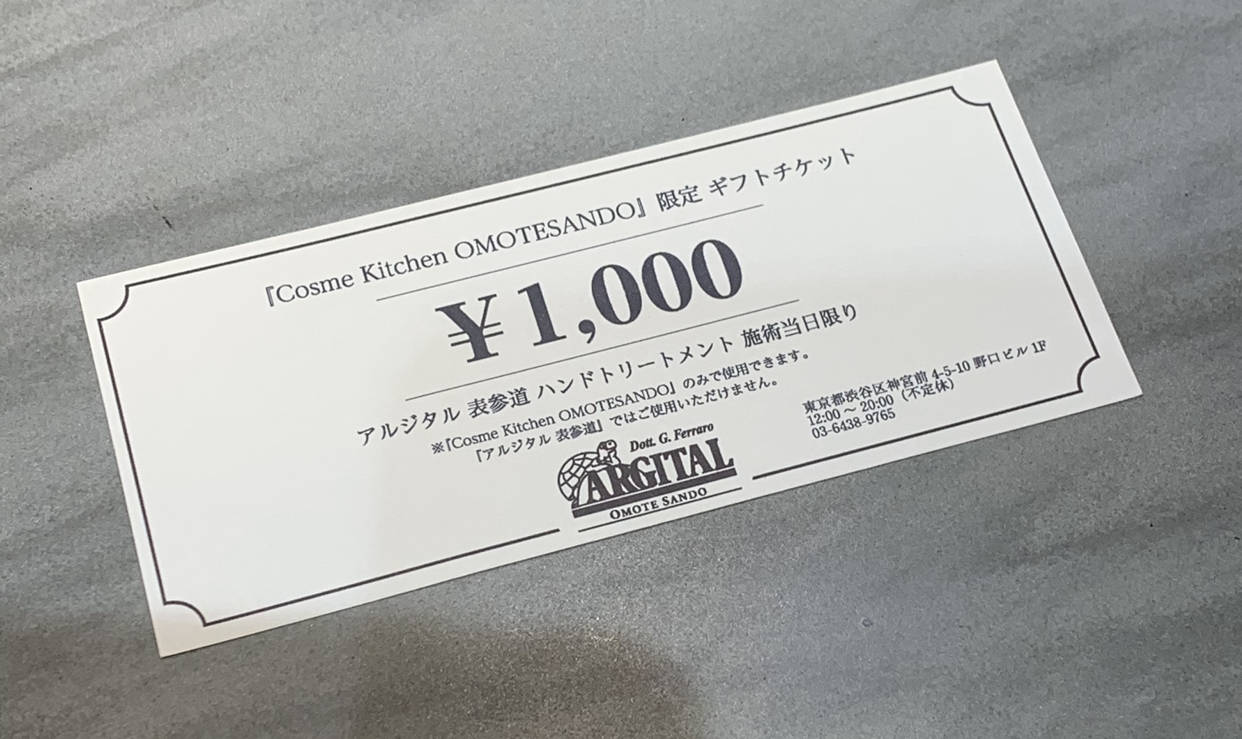 『Cosme Kitchen OMOTESANDO』限定 ギフトチケット
¥1,000
アルジタル 表参道 ハンドトリートメント 施術当日限り
※『Cosme Kitchen OMOTESANDO』のみで使用できます。
『アルジタル 表参道』ではご使用いただけません。
Dott. G. Ferraro
ARGITAL
OMOTE SANDO
東京都渋谷区神宮前 4-5-10 野口ビル 1F
12:00 〜 20:00（不定休）
03-6438-9765